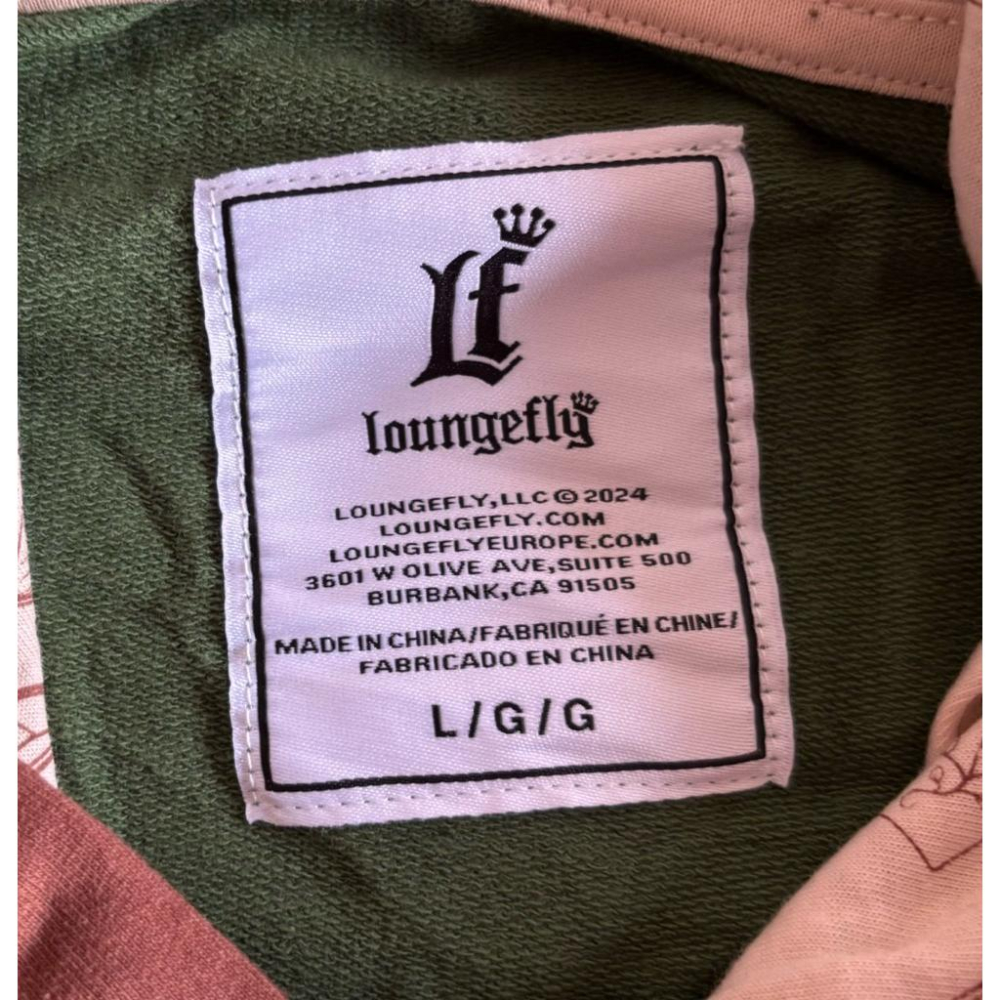 LF
loungefly
LOUNGEFLY,LLC © 2024
LOUNGEFLY.COM
LOUNGEFLYEUROPE.COM
3601 W OLIVE AVE,SUITE 500
BURBANK,CA 91505
MADE IN CHINA/FABRIQUÉ EN CHINE/
FABRICADO EN CHINA
L/G/G